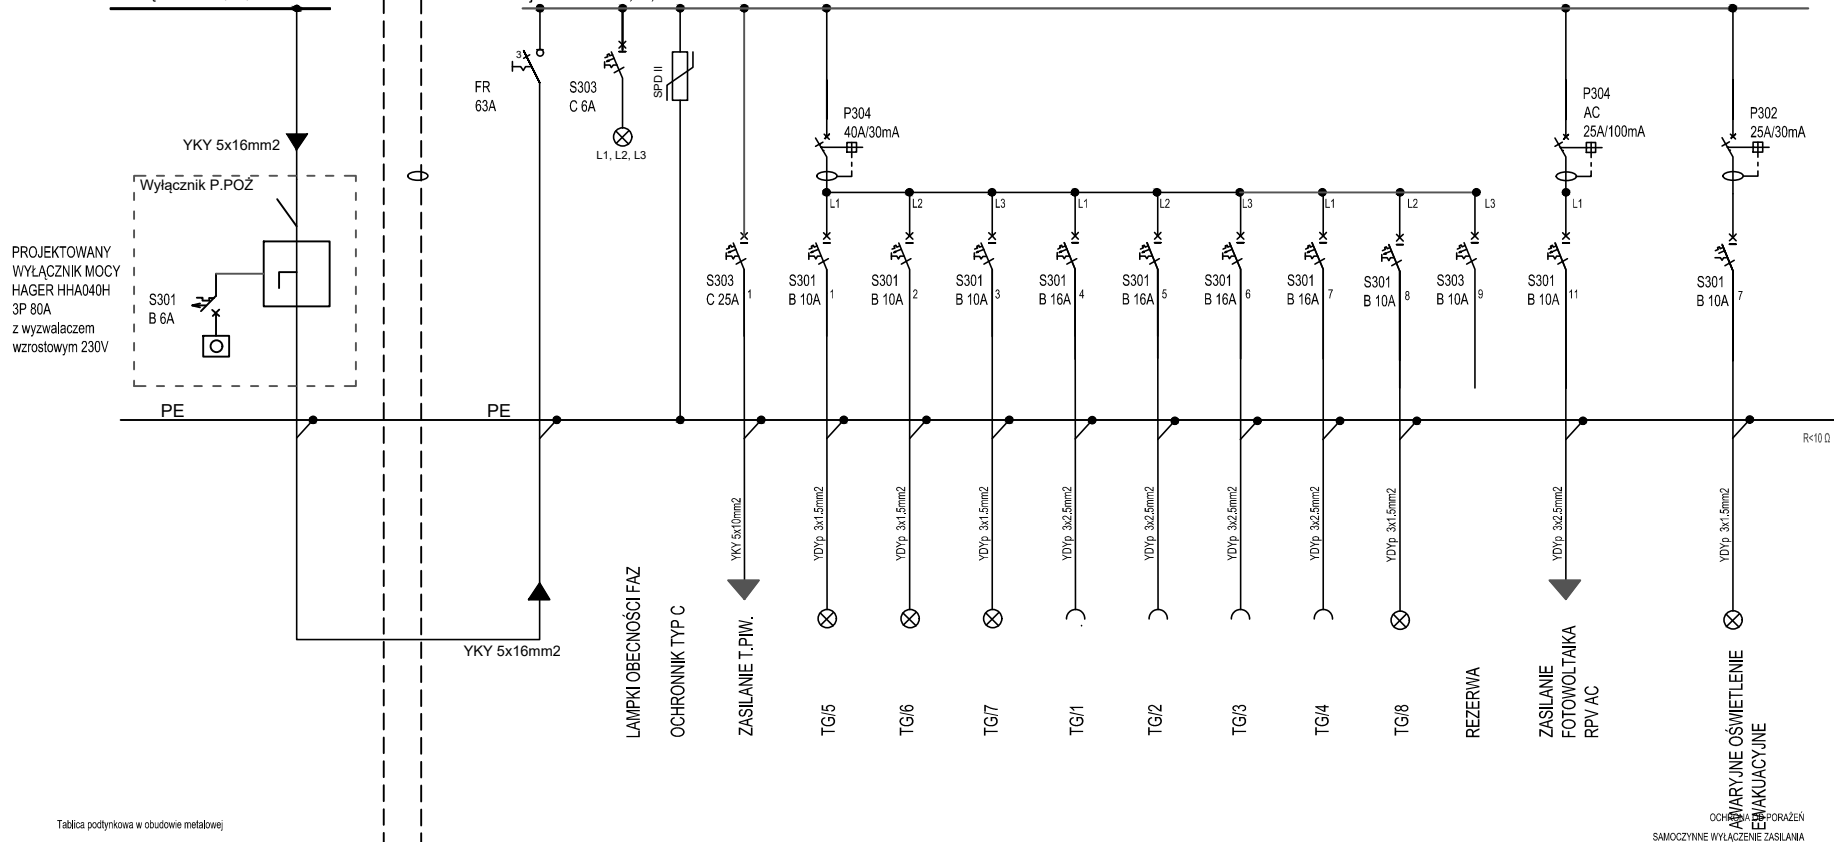 FR
63A
3
S303
C 6A
L1, L2, L3
SPD II
P304
40A/30mA
P304
AC
25A/100mA
P302
25A/30mA
YKY 5x16mm2
Wyłącznik P.POŻ
PROJEKTOWANY
WYŁĄCZNIK MOCY
HAGER HHA040H
3P 80A
z wyzwalaczem
wzrostowym 230V
S301
B 6A
L1
L2
L3
L1
L2
L3
L1
L2
L3
L1
S303
C 25A
1
S301
B 10A
1
S301
B 10A
2
S301
B 10A
3
S301
B 16A
4
S301
B 16A
5
S301
B 16A
6
S301
B 16A
7
S301
B 10A
8
S303
B 10A
9
S301
B 10A
11
S301
B 10A
7
PE
PE
R<10 Ω
YKY 5x10mm2
YDYp 3x1.5mm2
YDYp 3x1.5mm2
YDYp 3x1.5mm2
YDYp 3x2.5mm2
YDYp 3x2.5mm2
YDYp 3x2.5mm2
YDYp 3x2.5mm2
YDYp 3x1.5mm2
YDYp 3x2.5mm2
YDYp 3x1.5mm2
YKY 5x16mm2
LAMPKI OBECNOŚCI FAZ
OCHRONNIK TYP C
ZASILANIE T.PIW.
TG/5
TG/6
TG/7
TG/1
TG/2
TG/3
TG/4
TG/8
REZERWA
ZASILANIE
FOTOWOLTAIKA
RPV AC
AWARYJNE OŚWIETLENIE
EWAKUACYJNE
Tablica podtynkowa w obudowie metalowej
OCHRONA OD PORAŻEŃ
SAMOCZYNNE WYŁĄCZENIE ZASILANIA